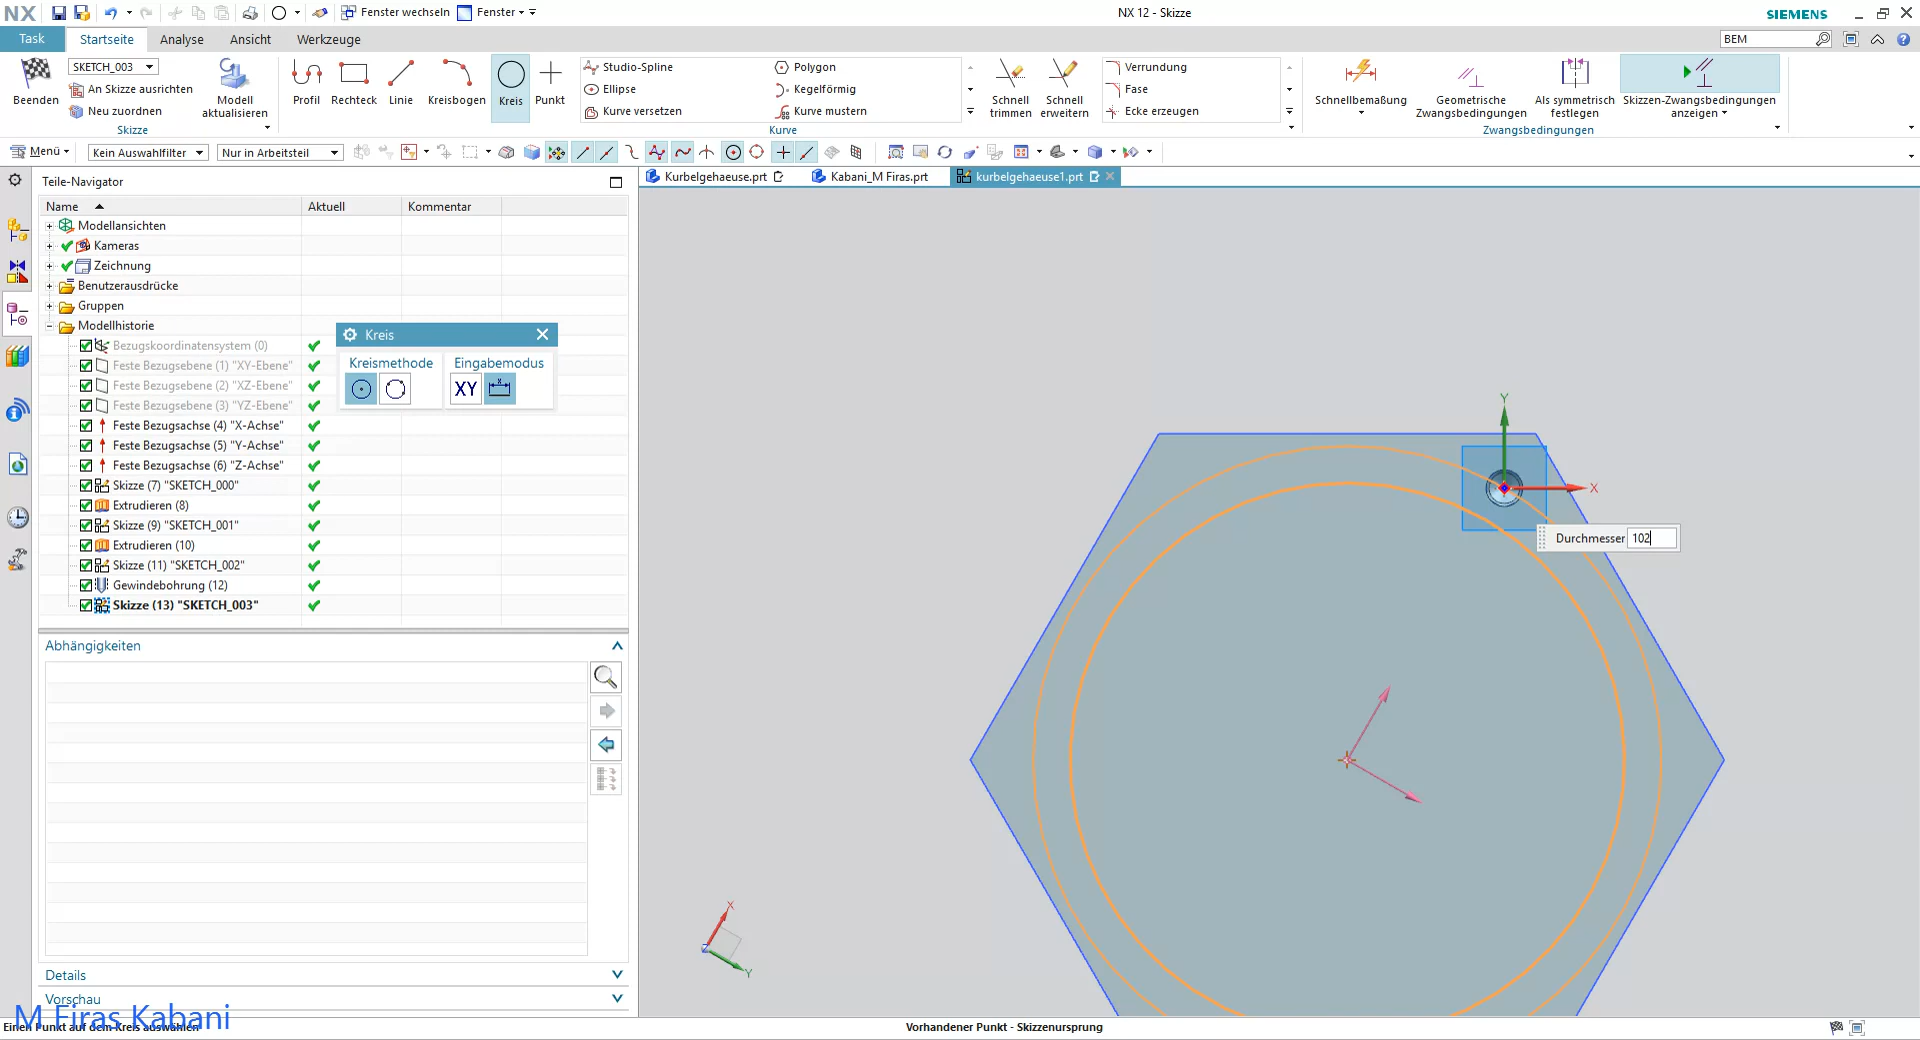 NX Fenster wechseln Fenster NX 12 - Skizze SIEMENS
Task Startseite Analyse Ansicht Werkzeuge BEM
SKETCH_003
An Skizze ausrichten
Neu zuordnen
Beenden
Skizze
Modell
aktualisieren
Profil Rechteck Linie Kreisbogen Kreis Punkt
Studio-Spline Polygon
Ellipse Kegelförmig
Kurve versetzen Kurve mustern
Kurve
Schnell
trimmen
Schnell
erweitern
Verrundung
Fase
Ecke erzeugen
Schnellbemaßung
Geometrische
Zwangsbedingungen
Als symmetrisch
festlegen
Skizzen-Zwangsbedingungen
anzeigen
Zwangsbedingungen
Menü Kein Auswahlfilter Nur in Arbeitsteil
Teile-Navigator
Kurbelgehaeuse.prt Kabani_M Firas.prt kurbelgehaeuse1.prt
Name Aktuell Kommentar
Modellansichten
Kameras
Zeichnung
Benutzerausdrücke
Gruppen
Modellhistorie
Bezugskoordinatensystem (0)
Feste Bezugsebene (1) "XY-Ebene"
Feste Bezugsebene (2) "XZ-Ebene"
Feste Bezugsebene (3) "YZ-Ebene"
Feste Bezugsachse (4) "X-Achse"
Feste Bezugsachse (5) "Y-Achse"
Feste Bezugsachse (6) "Z-Achse"
Skizze (7) "SKETCH_000"
Extrudieren (8)
Skizze (9) "SKETCH_001"
Extrudieren (10)
Skizze (11) "SKETCH_002"
Gewindebohrung (12)
Skizze (13) "SKETCH_003"
Kreis
Kreismethode Eingabemodus
XY
Y
X
Durchmesser 102
X
Y
Abhängigkeiten
Details
Vorschau
M Firas Kabani
Einen Punkt auf dem Kreis auswählen
Vorhandener Punkt - Skizzenursprung